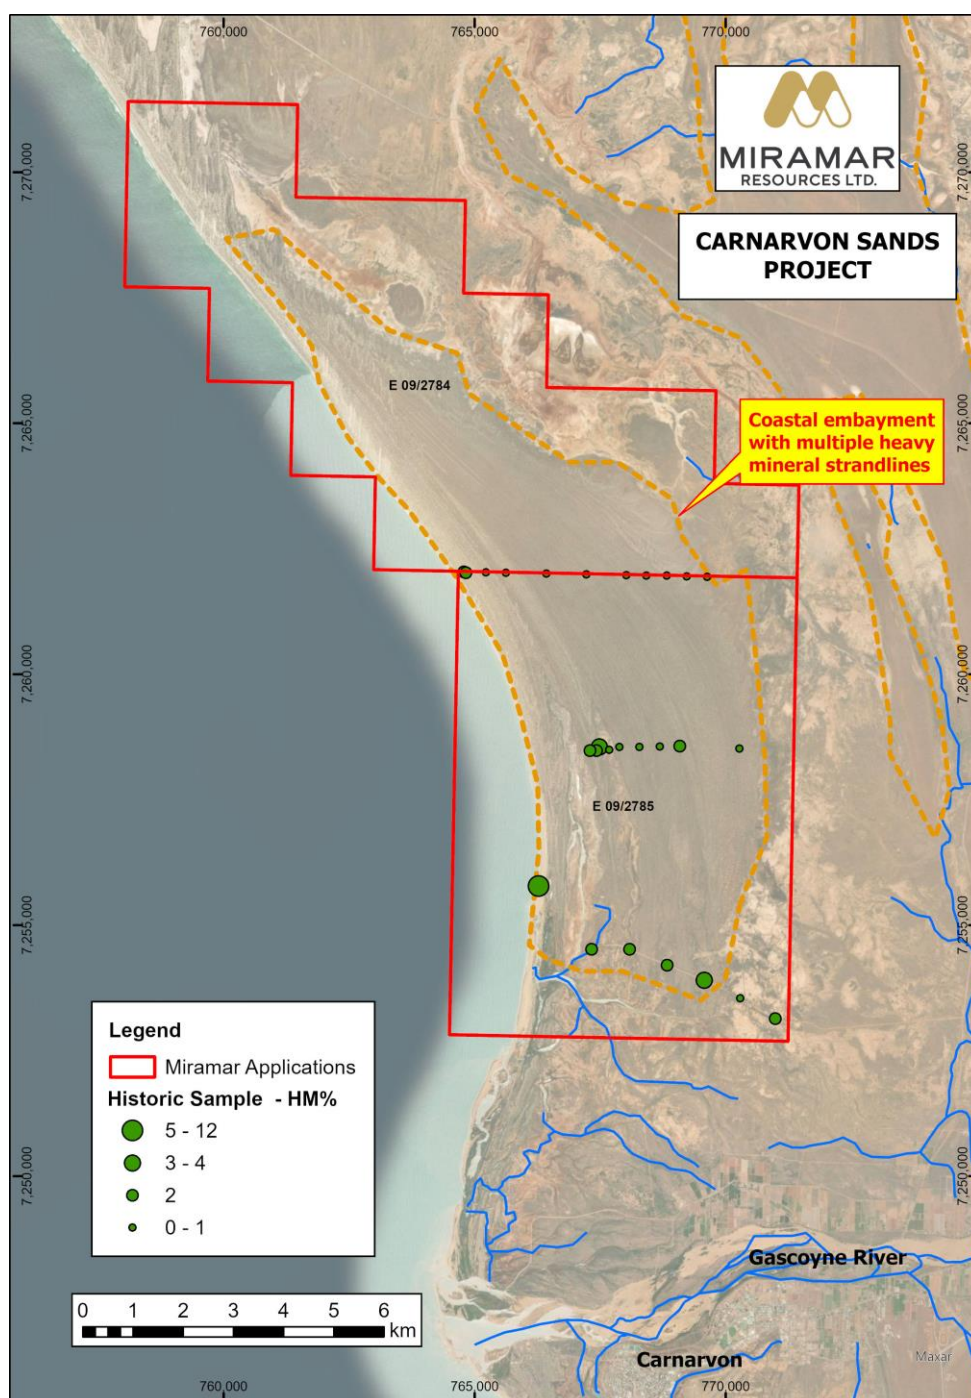 760,000
765,000
770,000
7,270,000
7,270,000
MIRAMAR
RESOURCES LTD.
CARNARVON SANDS
PROJECT
E 09/2784
7,265,000
7,265,000
Coastal embayment
with multiple heavy
mineral strandlines
7,260,000
7,260,000
E 09/2785
7,255,000
7,255,000
Legend
Miramar Applications
Historic Sample - HM%
5 - 12
3 - 4
2
0 - 1
7,250,000
7,250,000
Gascoyne River
0 1 2 3 4 5 6
km
Carnarvon
Maxar
760,000
765,000
770,000